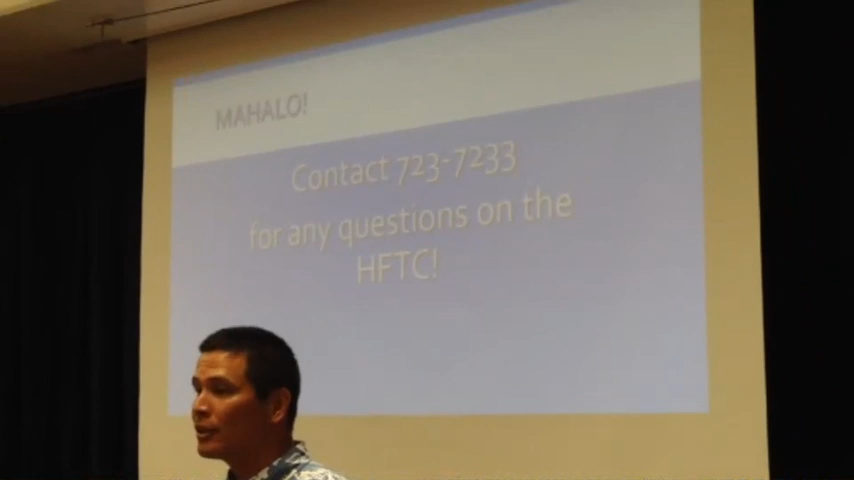 MAHALO!
Contact 723-7233
for any questions on the
HFTC!